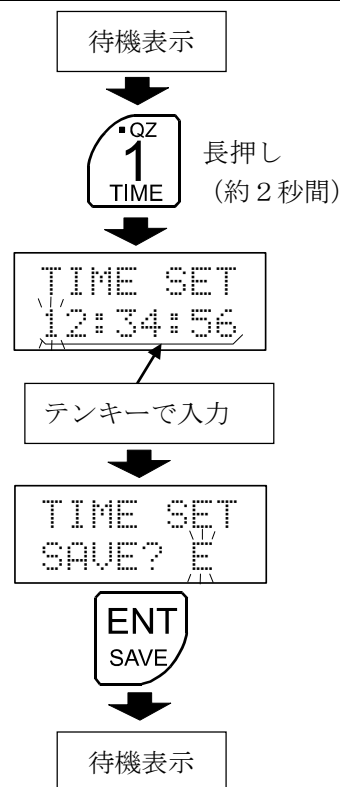 待機表示
▪QZ
1
TIME
長押し
（約２秒間）
TIME SET
12:34:56
テンキーで入力
TIME SET
SAVE? E
ENT
SAVE
待機表示